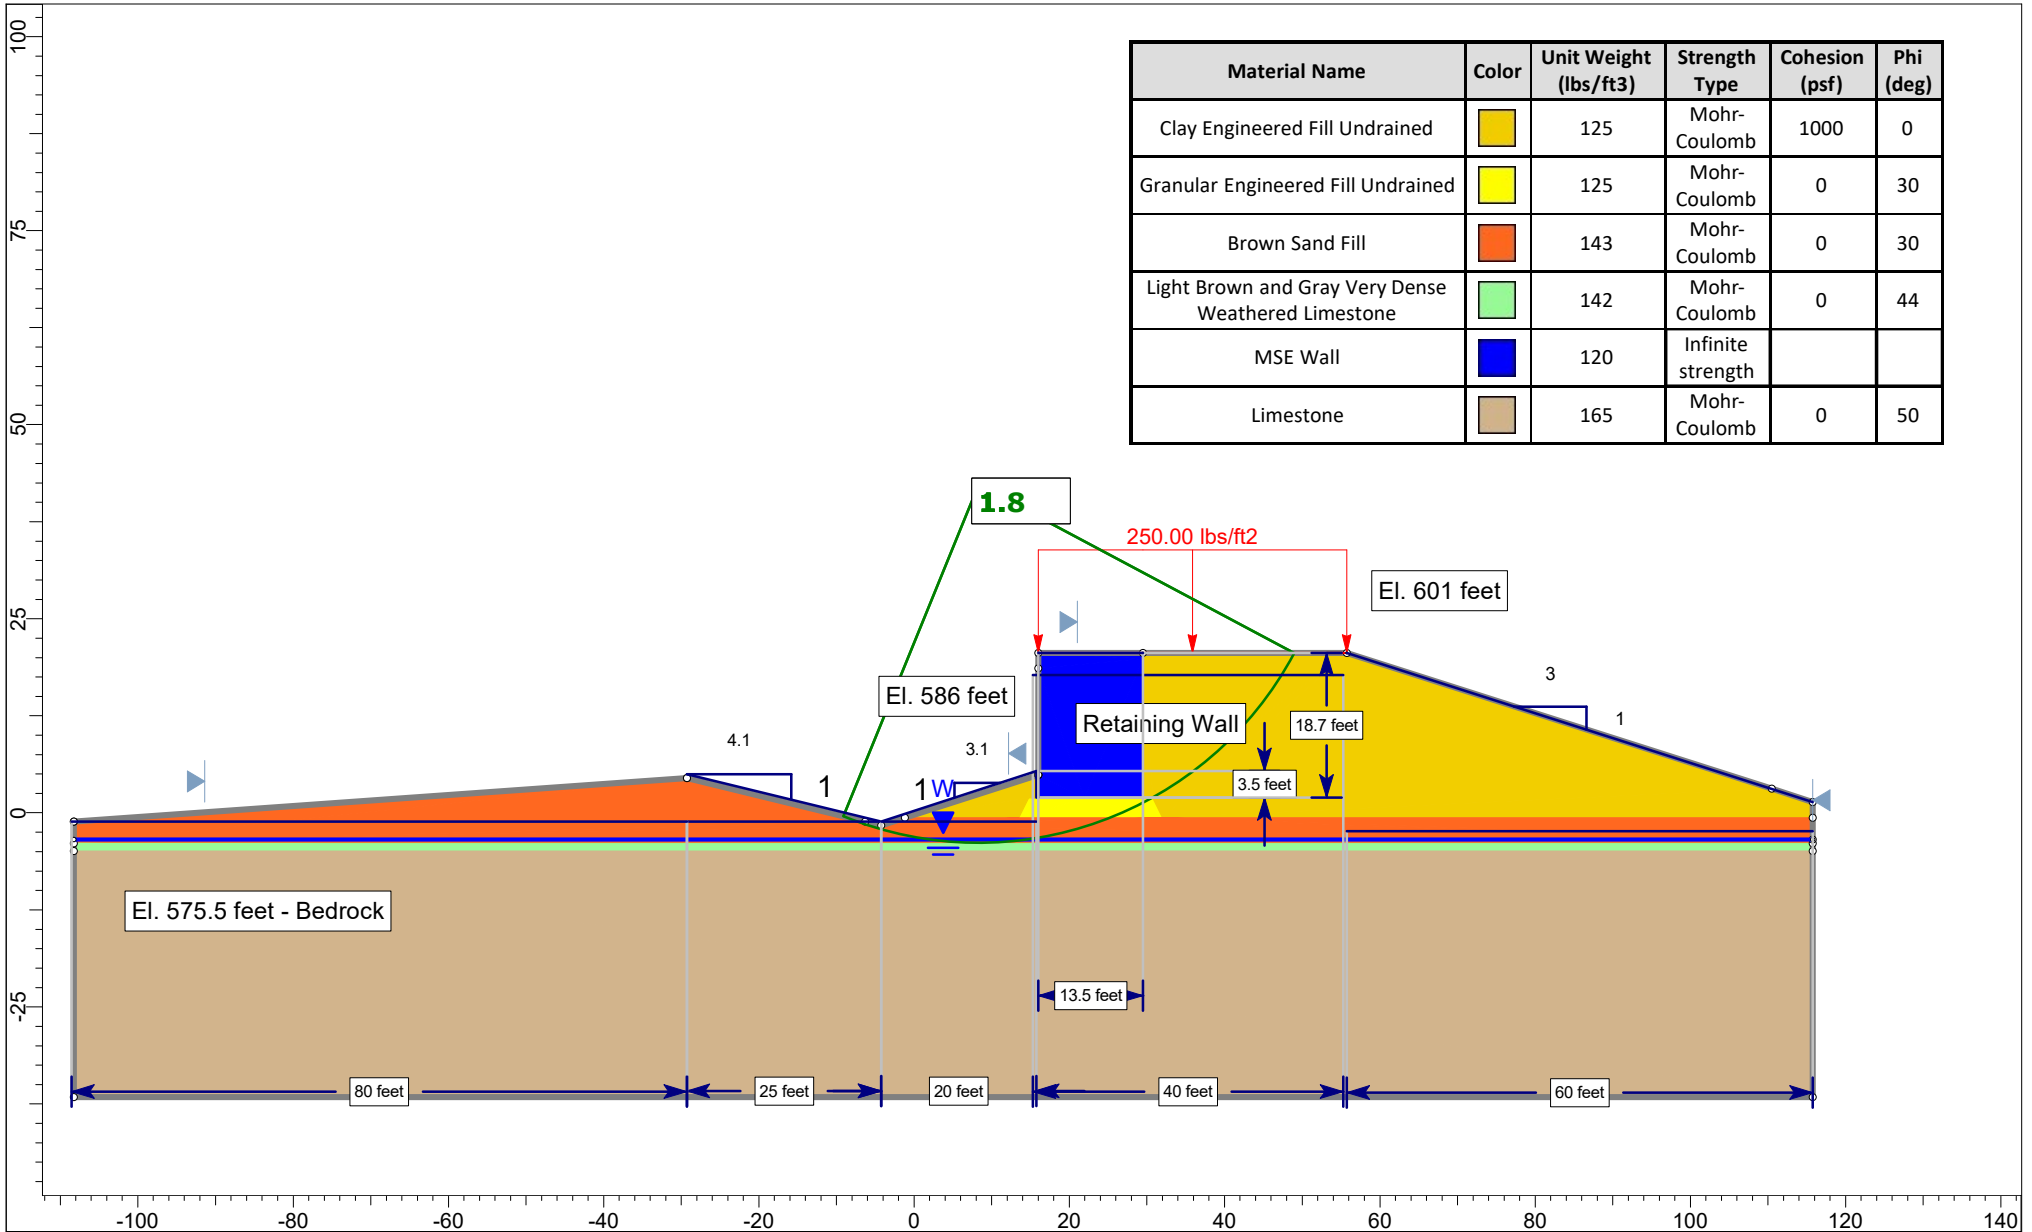 Material Name Color Unit Weight (lbs/ft3) Strength Type Cohesion (psf) Phi (deg)
Clay Engineered Fill Undrained 125 Mohr-Coulomb 1000 0
Granular Engineered Fill Undrained 125 Mohr-Coulomb 0 30
Brown Sand Fill 143 Mohr-Coulomb 0 30
Light Brown and Gray Very Dense Weathered Limestone 142 Mohr-Coulomb 0 44
MSE Wall 120 Infinite strength
Limestone 165 Mohr-Coulomb 0 50
1.8
250.00 lbs/ft2
El. 601 feet
El. 586 feet
3
1
Retaining Wall
18.7 feet
4.1
1
3.1
1
W
3.5 feet
El. 575.5 feet - Bedrock
13.5 feet
80 feet
25 feet
20 feet
40 feet
60 feet
100
75
50
25
0
-25
-100 -80 -60 -40 -20 0 20 40 60 80 100 120 140